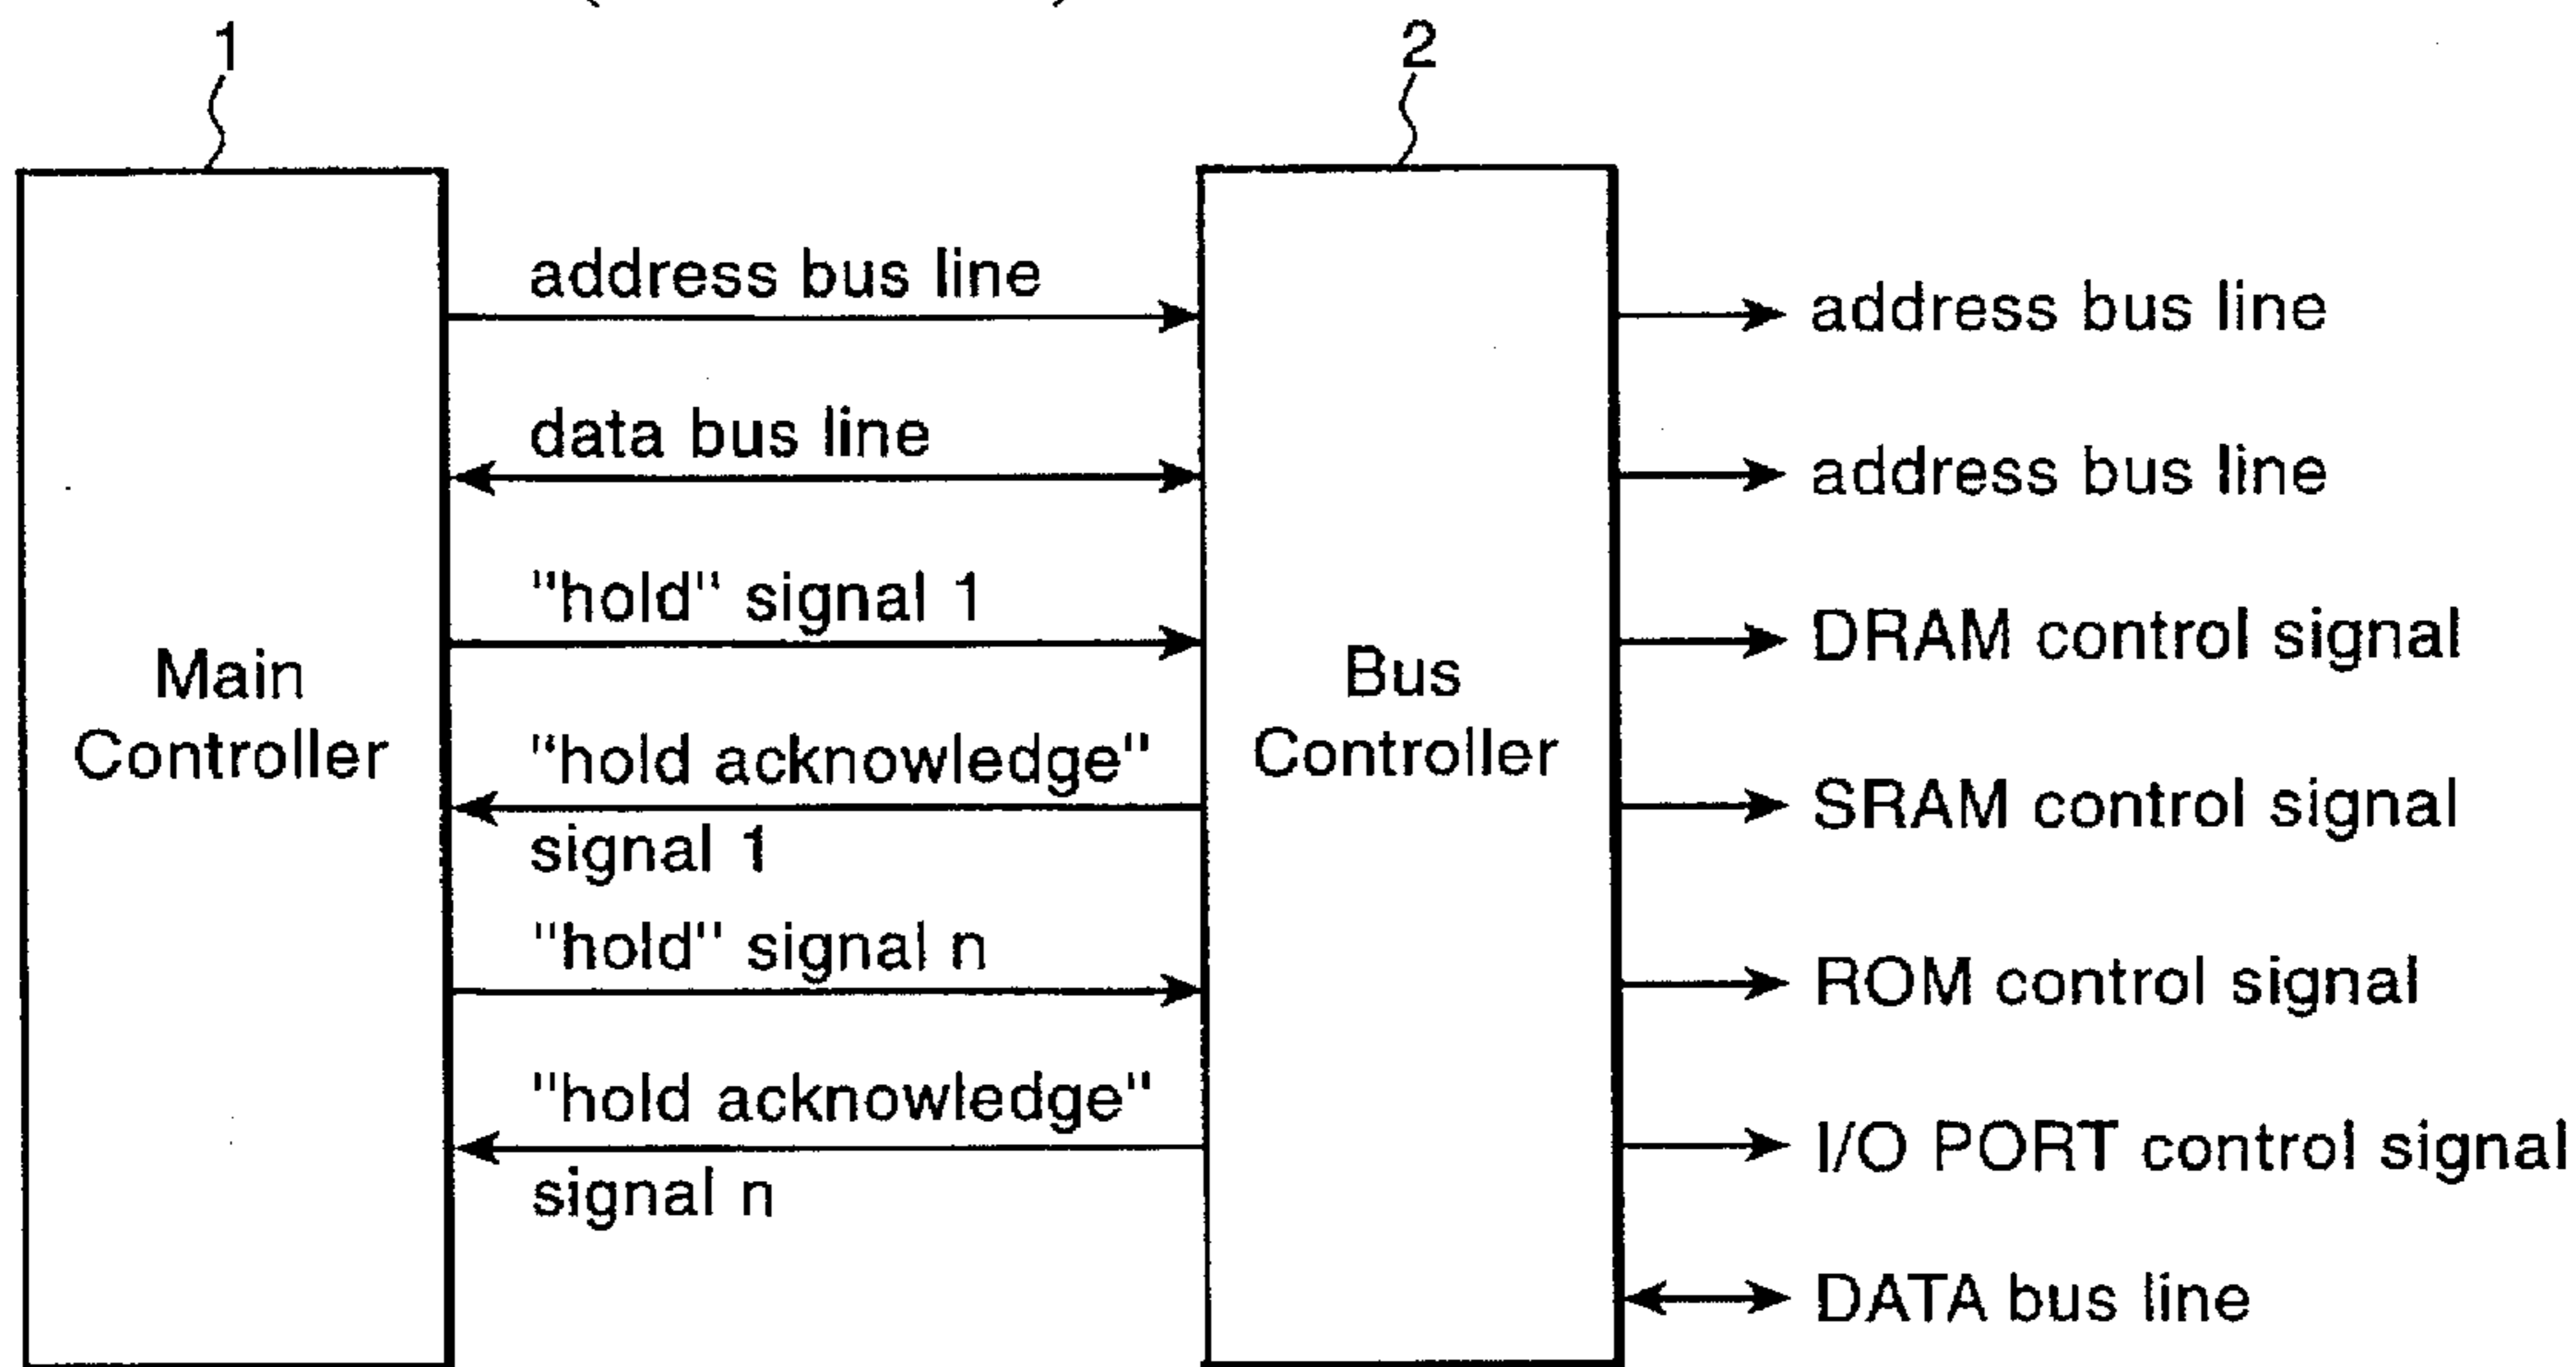 1
2
address bus line
data bus line
"hold" signal 1
"hold acknowledge"
signal 1
"hold" signal n
"hold acknowledge"
signal n
Main
Controller
Bus
Controller
address bus line
address bus line
DRAM control signal
SRAM control signal
ROM control signal
I/O PORT control signal
DATA bus line